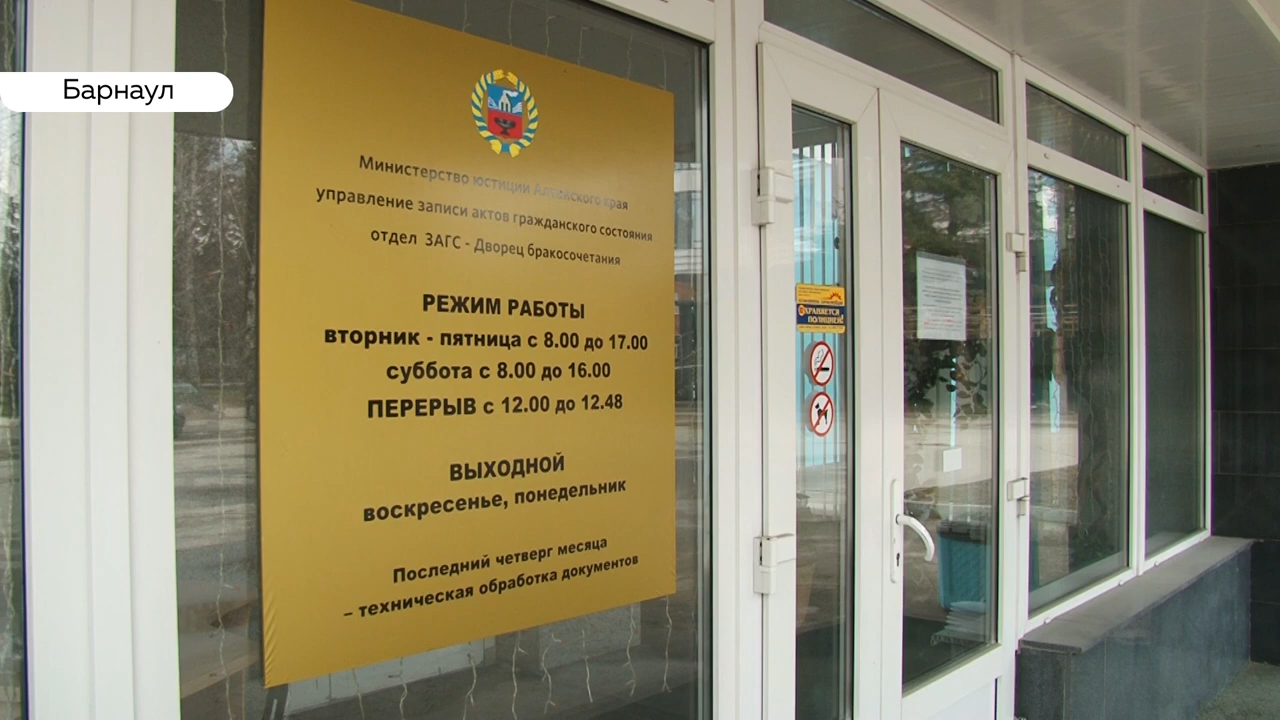 Барнаул
Министерство юстиции Алтайского края
управление записи актов гражданского состояния
отдел ЗАГС - Дворец бракосочетания
РЕЖИМ РАБОТЫ
вторник - пятница с 8.00 до 17.00
суббота с 8.00 до 16.00
ПЕРЕРЫВ с 12.00 до 12.48
ВЫХОДНОЙ
воскресенье, понедельник
Последний четверг месяца
– техническая обработка документов
ОХРАНЯЕТСЯ
ПОЛИЦИЕЙ!